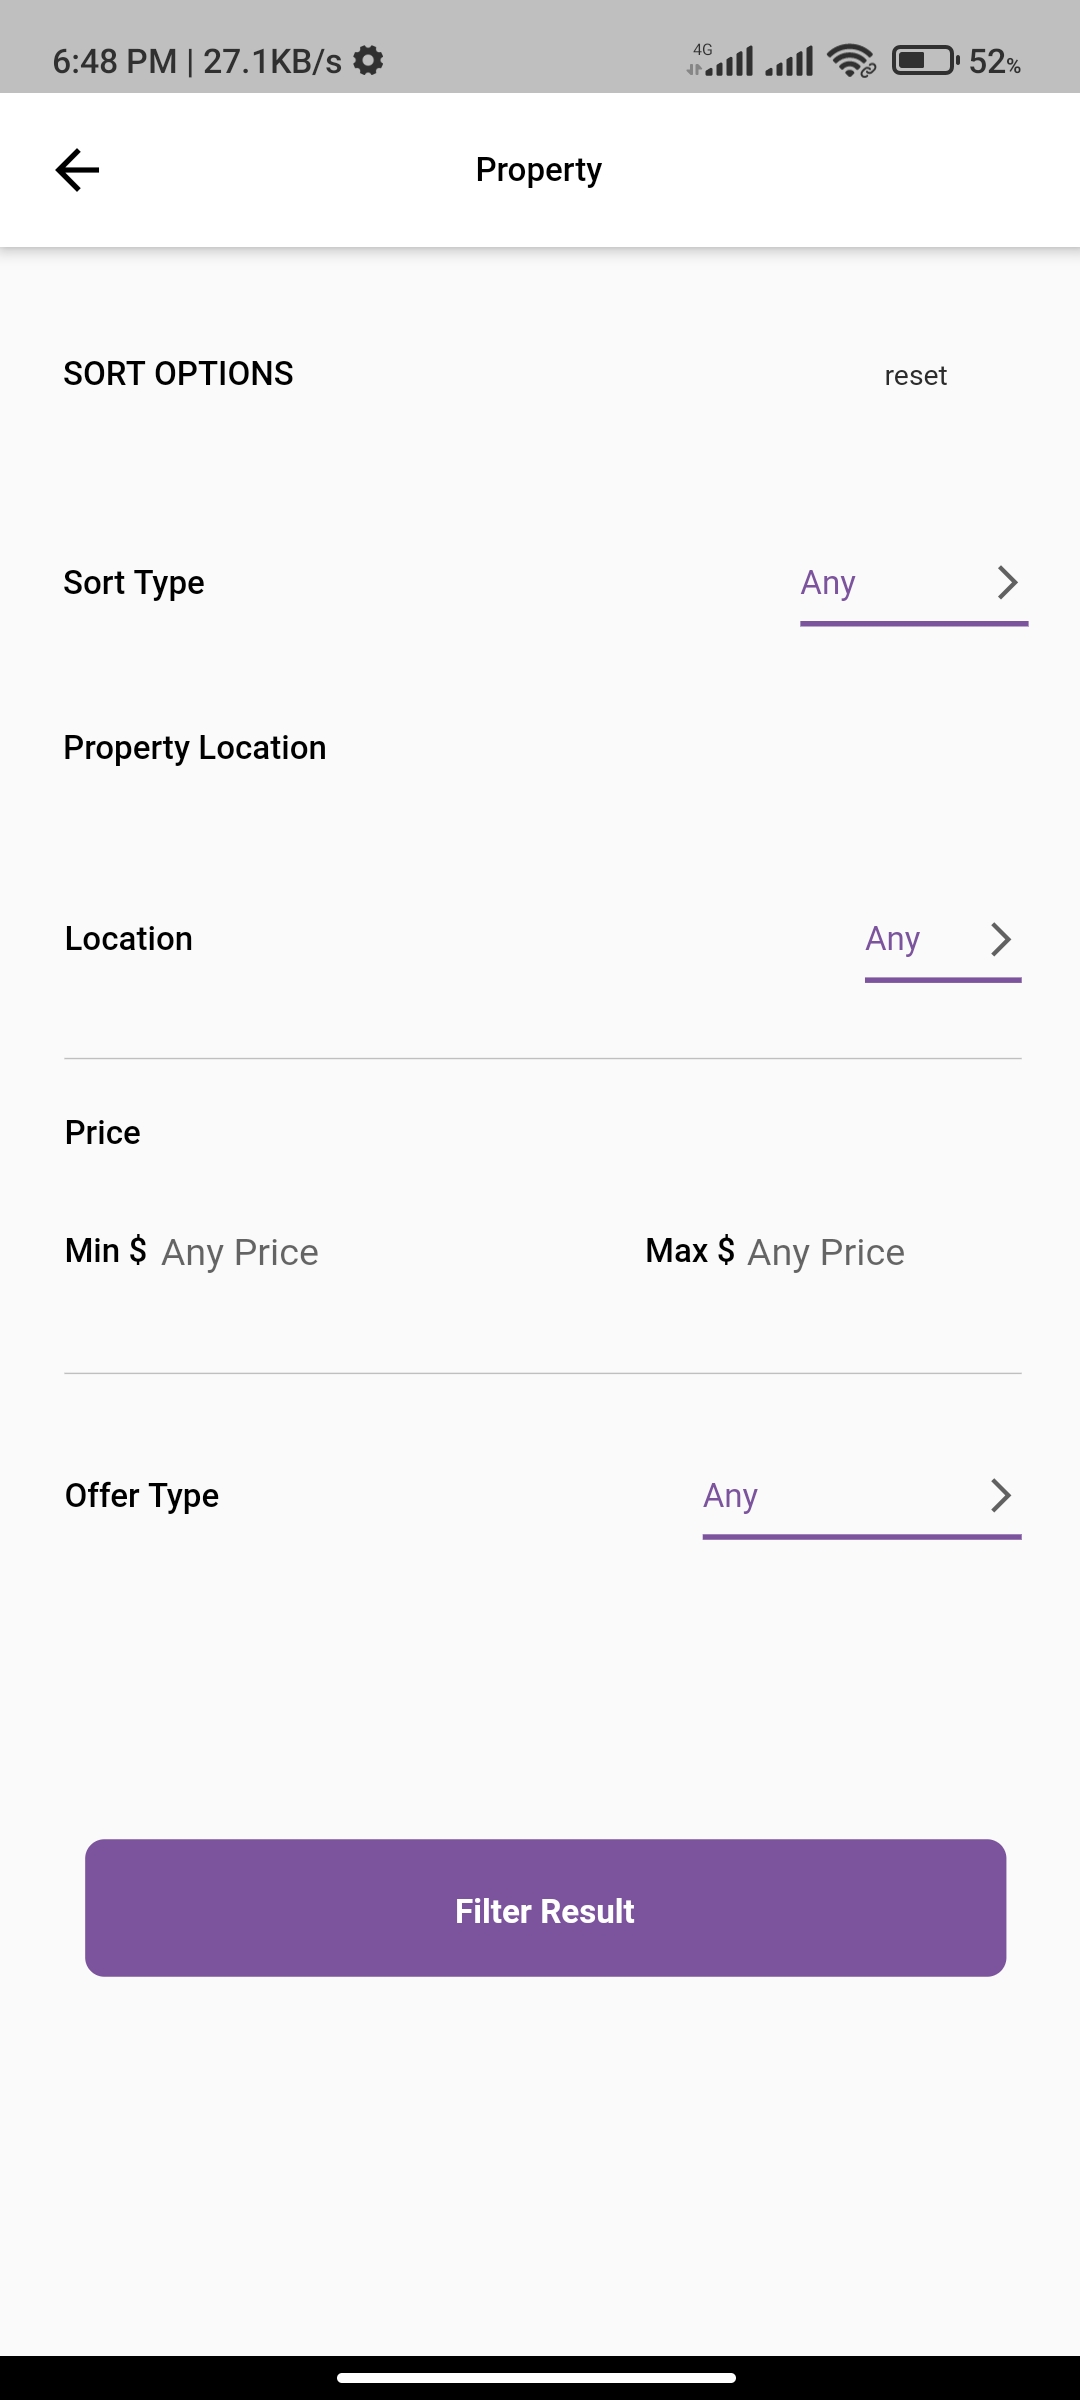 6:48 PM | 27.1KB/s 4G 52%
Property
SORT OPTIONS reset
Sort Type Any
Property Location
Location Any
Price
Min $ Any Price Max $ Any Price
Offer Type Any
Filter Result